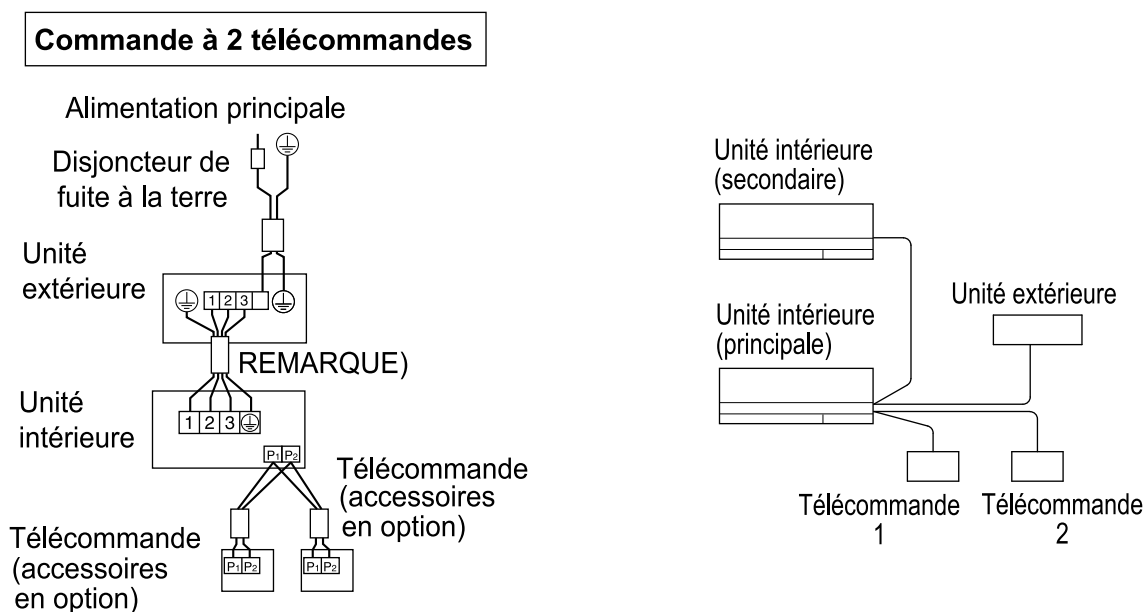 Commande à 2 télécommandes
Alimentation principale
Disjoncteur de
fuite à la terre
Unité
extérieure
1 2 3
REMARQUE)
Unité
intérieure
1 2 3
P1 P2
Télécommande
(accessoires
en option)
Télécommande
(accessoires
en option)
P1 P2
P1 P2
Unité intérieure
(secondaire)
Unité intérieure
(principale)
Unité extérieure
Télécommande
1
Télécommande
2